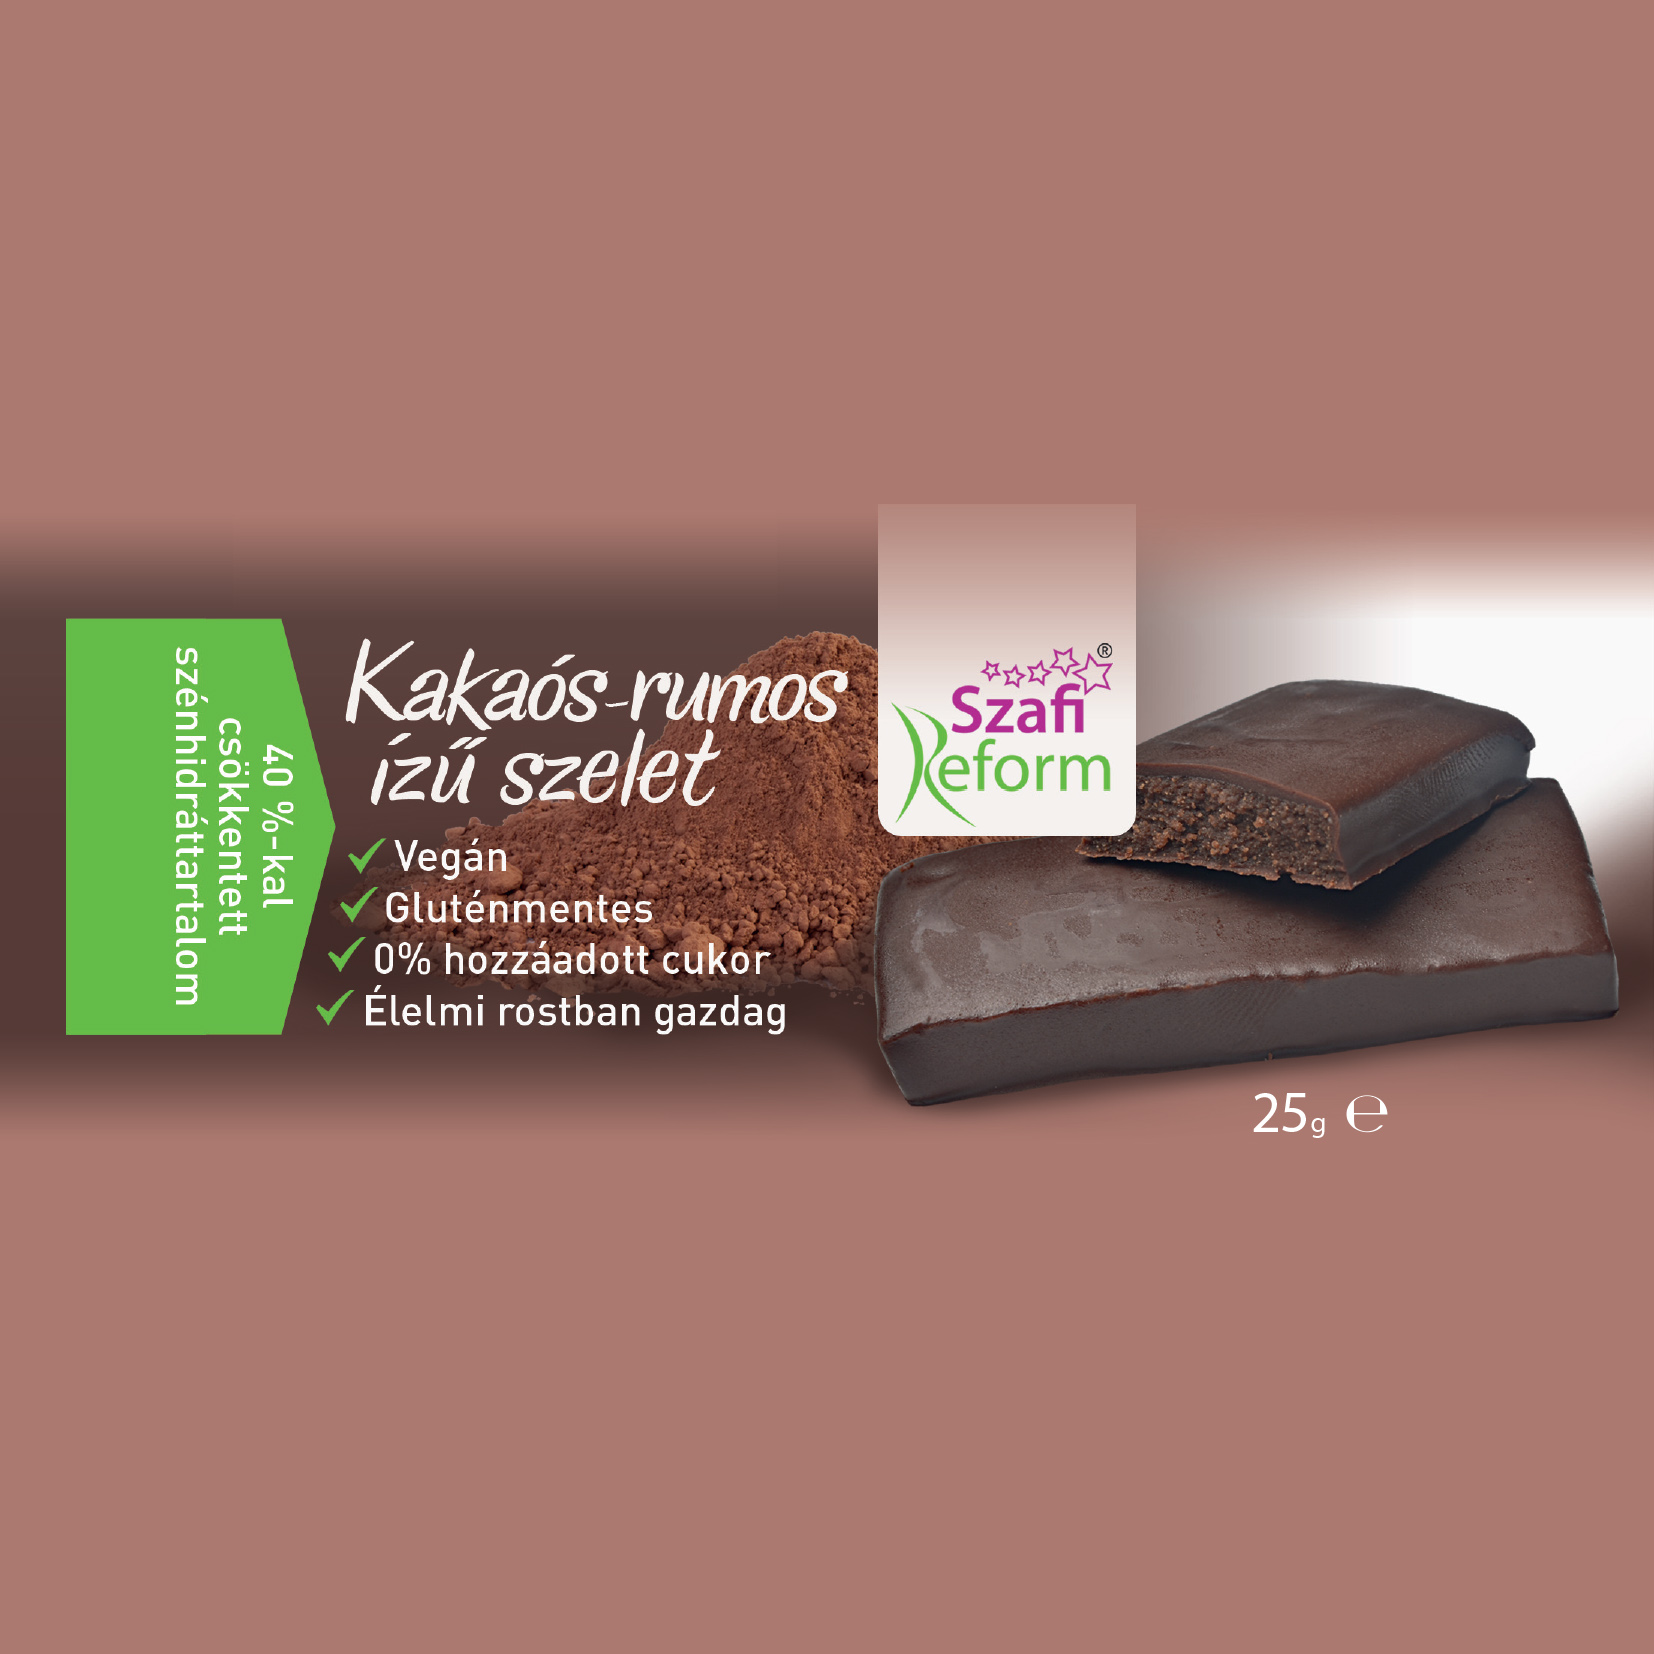 40 %-kal
csökkentett
szénhidráttartalom
Kakaós-rumos
ízű szelet
Vegán
Gluténmentes
0% hozzáadott cukor
Élelmi rostban gazdag
Szafi®
Reform
25g ℮